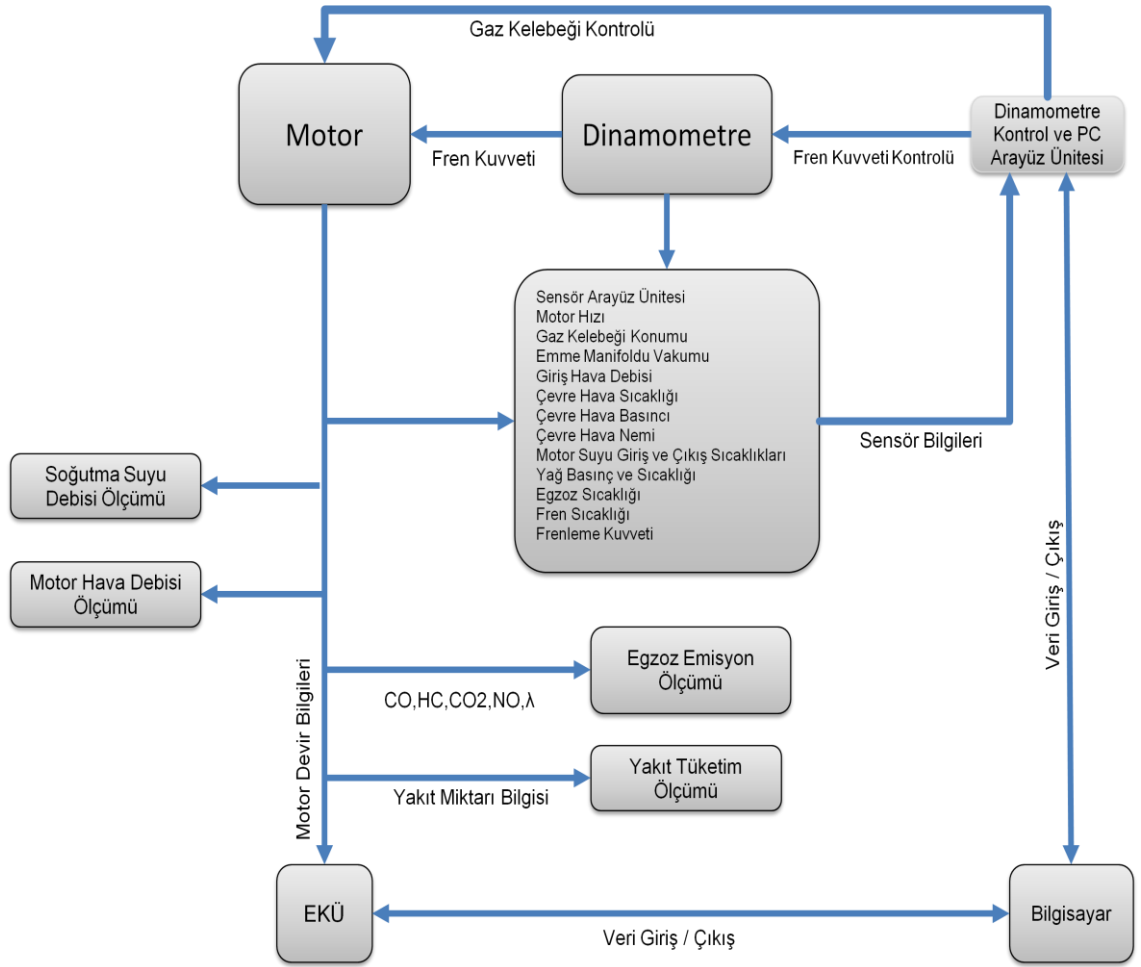 Gaz Kelebeği Kontrolü
Motor
Fren Kuvveti
Dinamometre
Fren Kuvveti Kontrolü
Dinamometre
Kontrol ve PC
Arayüz Ünitesi
Sensör Arayüz Ünitesi
Motor Hızı
Gaz Kelebeği Konumu
Emme Manifoldu Vakumu
Giriş Hava Debisi
Çevre Hava Sıcaklığı
Çevre Hava Basıncı
Çevre Hava Nemi
Motor Suyu Giriş ve Çıkış Sıcaklıkları
Yağ Basınç ve Sıcaklığı
Egzoz Sıcaklığı
Fren Sıcaklığı
Frenleme Kuvveti
Sensör Bilgileri
Soğutma Suyu
Debisi Ölçümü
Motor Hava Debisi
Ölçümü
Motor Devir Bilgileri
CO,HC,CO2,NO,λ
Egzoz Emisyon
Ölçümü
Yakıt Miktarı Bilgisi
Yakıt Tüketim
Ölçümü
Veri Giriş / Çıkış
EKÜ
Veri Giriş / Çıkış
Bilgisayar